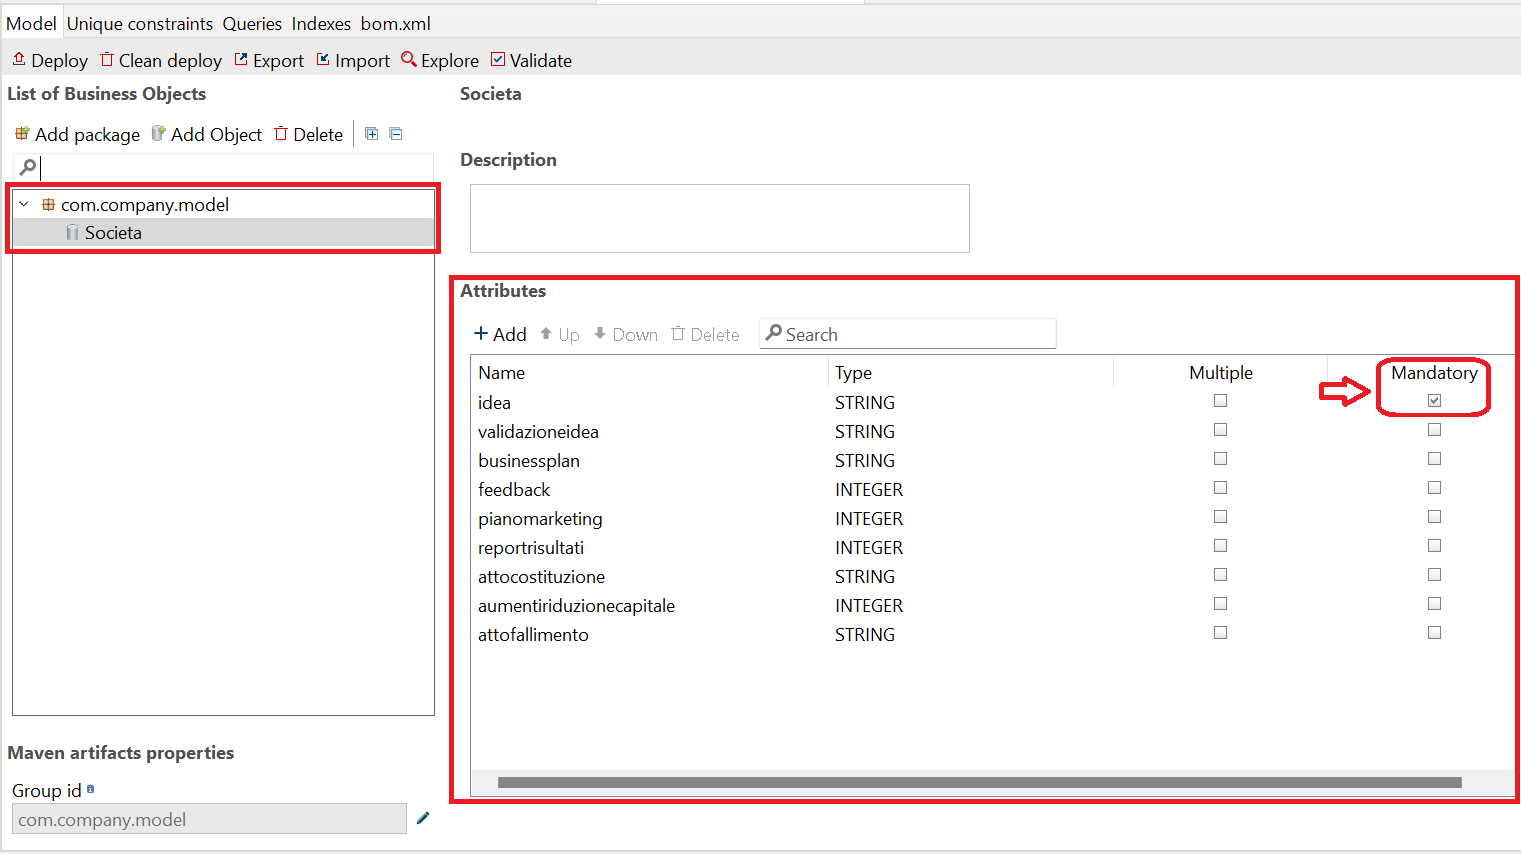 Model Unique constraints Queries Indexes bom.xml
Deploy Clean deploy Export Import Explore Validate
List of Business Objects
Add package Add Object Delete
com.company.model
Societa
Maven artifacts properties
Group id
com.company.model
Societa
Description
Attributes
Add Up Down Delete Search
Name Type Multiple Mandatory
idea STRING
validazioneidea STRING
businessplan STRING
feedback INTEGER
pianomarketing INTEGER
reportrisultati INTEGER
attocostituzione STRING
aumentiriduzionecapitale INTEGER
attofallimento STRING